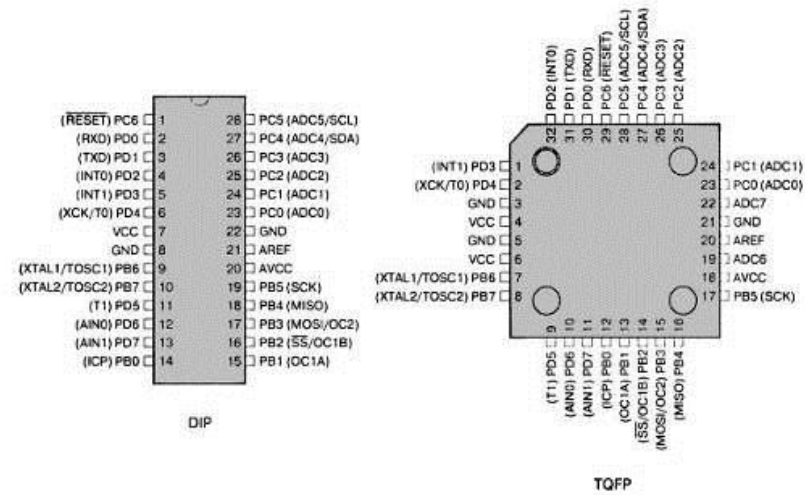 (RESET) PC6 1 28 PC5 (ADC5/SCL)
(RXD) PD0 2 27 PC4 (ADC4/SDA)
(TXD) PD1 3 26 PC3 (ADC3)
(INT0) PD2 4 25 PC2 (ADC2)
(INT1) PD3 5 24 PC1 (ADC1)
(XCK/T0) PD4 6 23 PC0 (ADC0)
VCC 7 22 GND
GND 8 21 AREF
(XTAL1/TOSC1) PB6 9 20 AVCC
(XTAL2/TOSC2) PB7 10 19 PB5 (SCK)
(T1) PD5 11 18 PB4 (MISO)
(AIN0) PD6 12 17 PB3 (MOSI/OC2)
(AIN1) PD7 13 16 PB2 (SS/OC1B)
(ICP) PB0 14 15 PB1 (OC1A)
DIP
PD2 (INT0)
PD1 (TXD)
PD0 (RXD)
PC6 (RESET)
PC5 (ADC5/SCL)
PC4 (ADC4/SDA)
PC3 (ADC3)
PC2 (ADC2)
32 31 30 29 28 27 26 25
(INT1) PD3 1 24 PC1 (ADC1)
(XCK/T0) PD4 2 23 PC0 (ADC0)
GND 3 22 ADC7
VCC 4 21 GND
GND 5 20 AREF
VCC 6 19 ADC6
(XTAL1/TOSC1) PB6 7 18 AVCC
(XTAL2/TOSC2) PB7 8 17 PB5 (SCK)
9 10 11 12 13 14 15 16
(T1) PD5
(AIN0) PD6
(AIN1) PD7
(ICP) PB0
(OC1A) PB1
(SS/OC1B) PB2
(MOSI/OC2) PB3
(MISO) PB4
TQFP